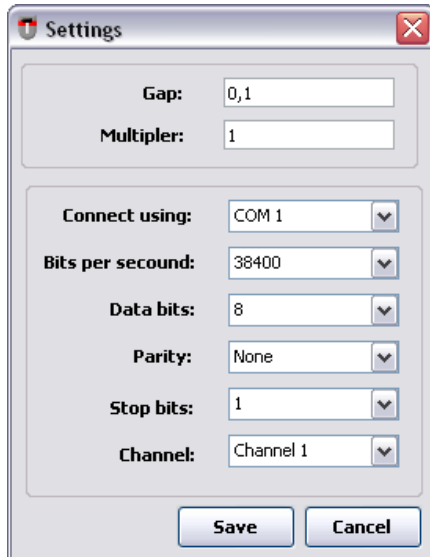 Settings
Gap: 0,1
Multipler: 1
Connect using: COM 1
Bits per secound: 38400
Data bits: 8
Parity: None
Stop bits: 1
Channel: Channel 1
Save Cancel